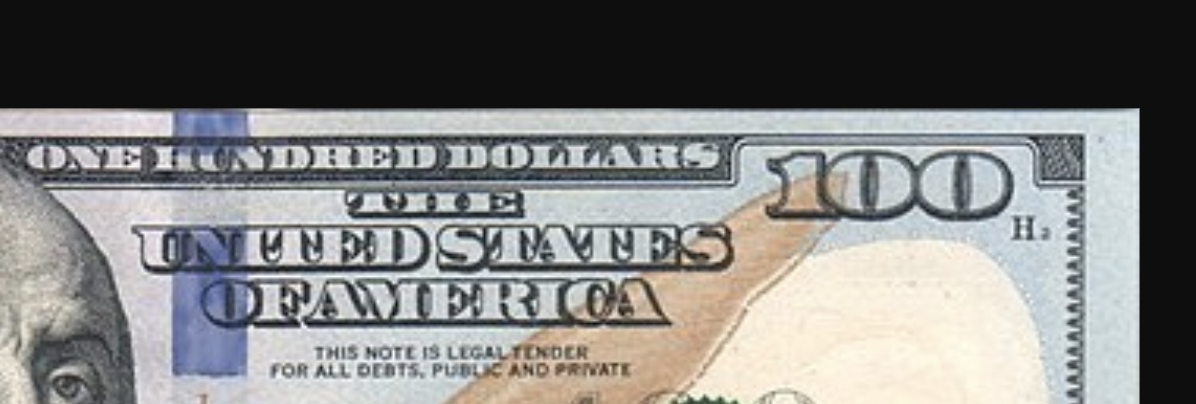 ONE HUNDRED DOLLARS
100
THE
UNITED STATES
OF AMERICA
H2
THIS NOTE IS LEGAL TENDER
FOR ALL DEBTS, PUBLIC AND PRIVATE